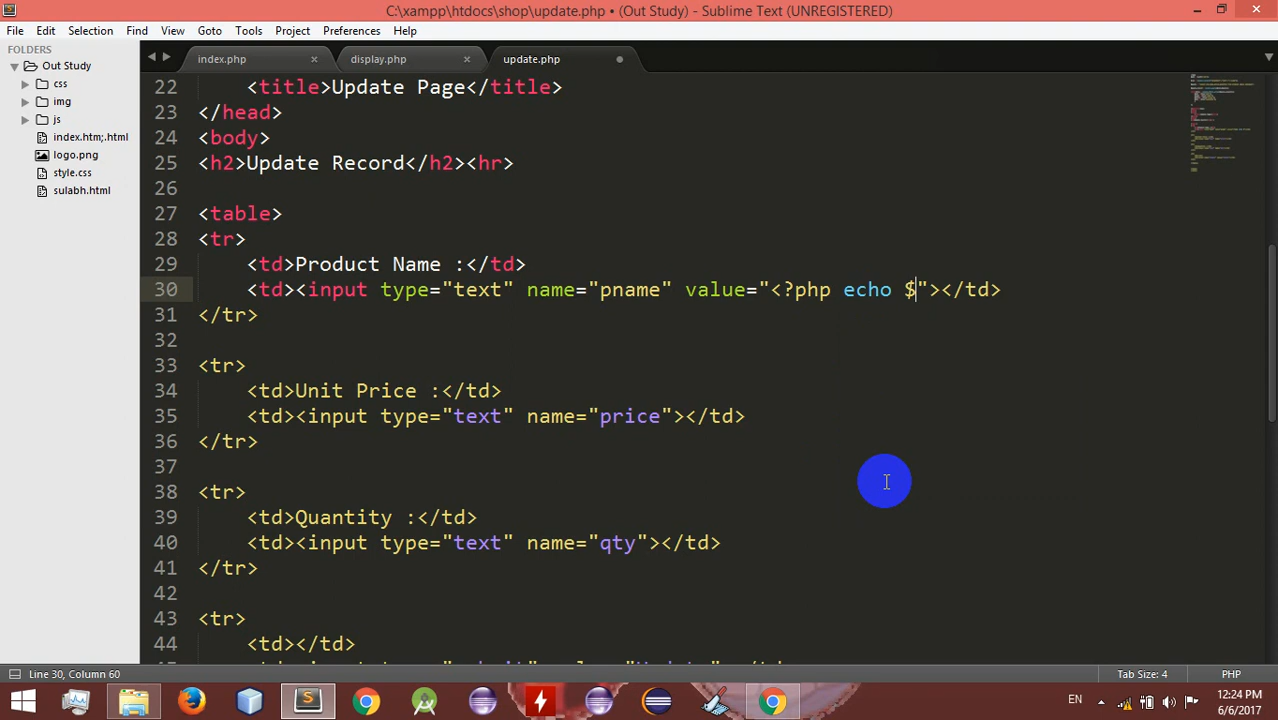 C:\xampp\htdocs\shop\update.php • (Out Study) - Sublime Text (UNREGISTERED)
File Edit Selection Find View Goto Tools Project Preferences Help
FOLDERS
Out Study
css
img
js
index.htm;.html
logo.png
style.css
sulabh.html
index.php × display.php × update.php
22 <title>Update Page</title>
23 </head>
24 <body>
25 <h2>Update Record</h2><hr>
26
27 <table>
28 <tr>
29 <td>Product Name :</td>
30 <td><input type="text" name="pname" value="<?php echo $"></td>
31 </tr>
32
33 <tr>
34 <td>Unit Price :</td>
35 <td><input type="text" name="price"></td>
36 </tr>
37
38 <tr>
39 <td>Quantity :</td>
40 <td><input type="text" name="qty"></td>
41 </tr>
42
43 <tr>
44 <td></td>
Line 30, Column 60
Tab Size: 4
PHP
EN
12:24 PM
6/6/2017